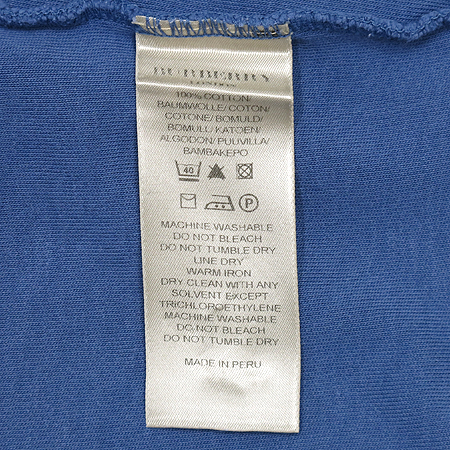 BURBERRY
LONDON
100% COTTON/
BAUMWOLLE/COTON/
COTONE/BOMULD/
BOMULL/KATOEN/
ALGODON/PUUVILLA/
BAMBAKEPO
40
P
MACHINE WASHABLE
DO NOT BLEACH
DO NOT TUMBLE DRY
LINE DRY
WARM IRON
DRY CLEAN WITH ANY
SOLVENT EXCEPT
TRICHLOROETHYLENE
MACHINE WASHABLE
DO NOT BLEACH
DO NOT TUMBLE DRY
MADE IN PERU